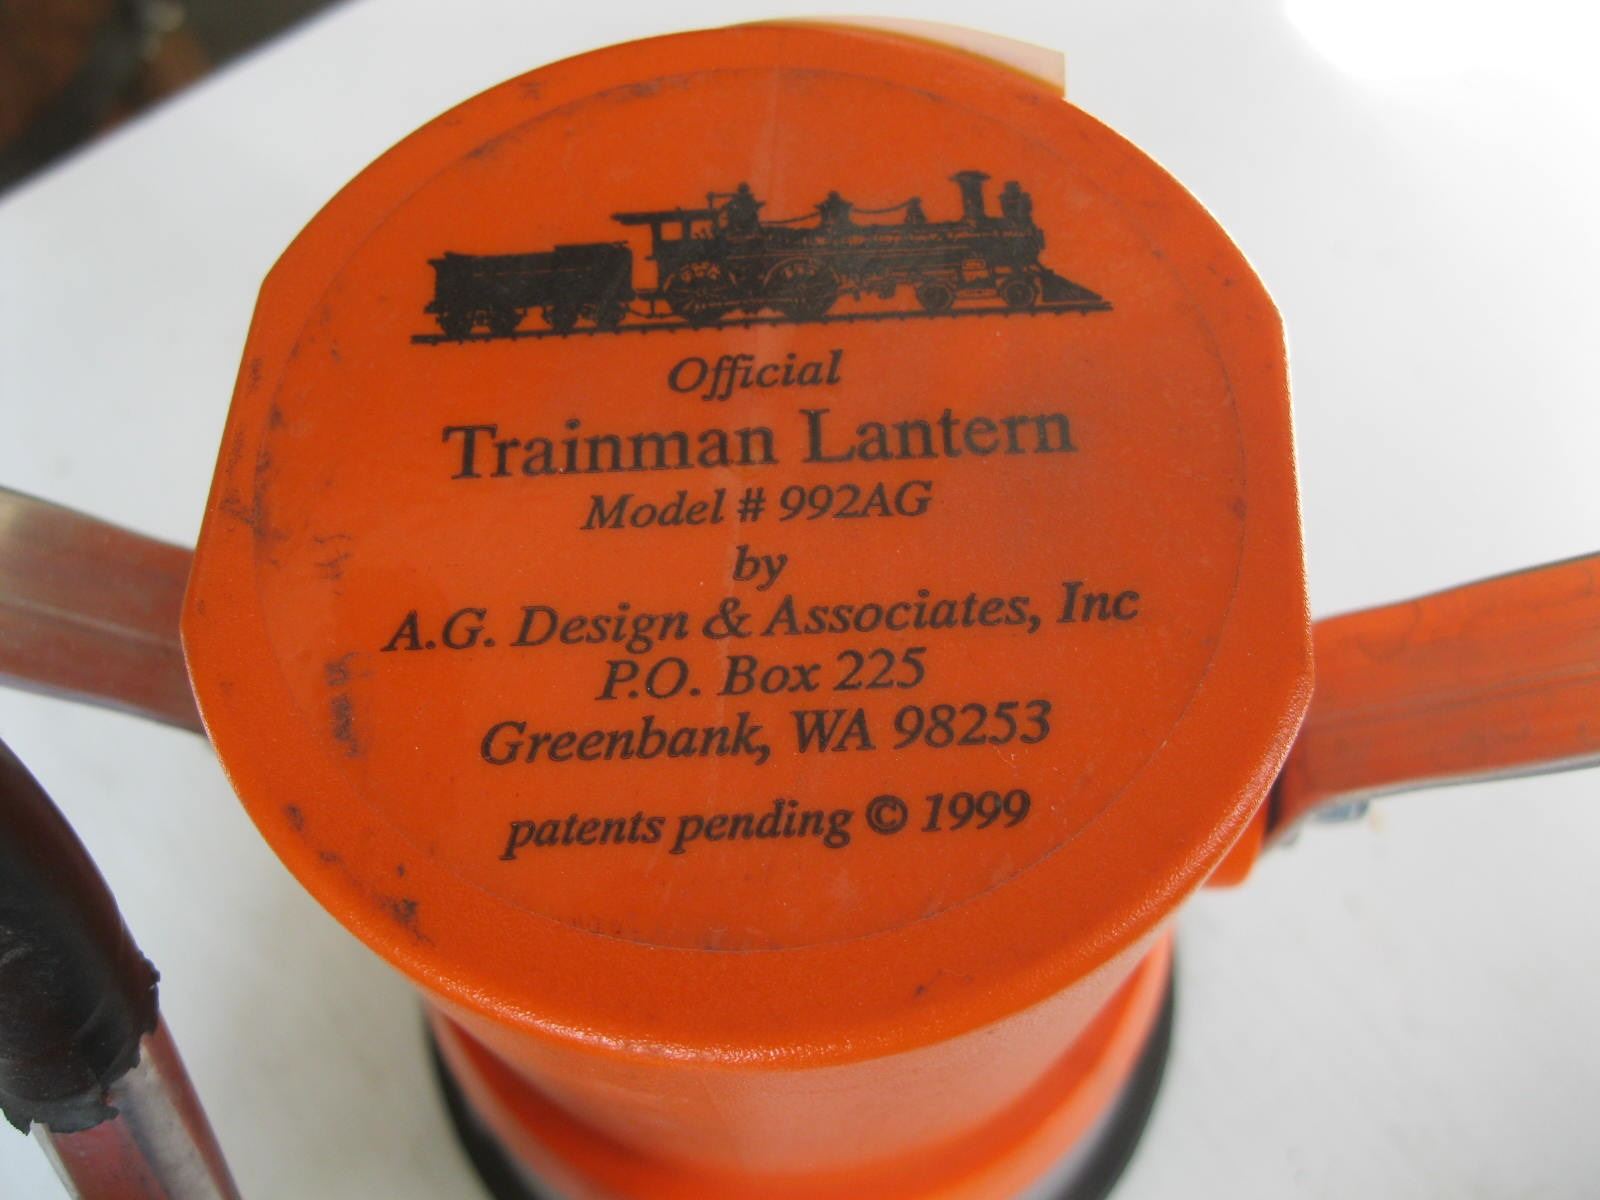 Official
Trainman Lantern
Model # 992AG
by
A.G. Design & Associates, Inc
P.O. Box 225
Greenbank, WA 98253
patents pending © 1999